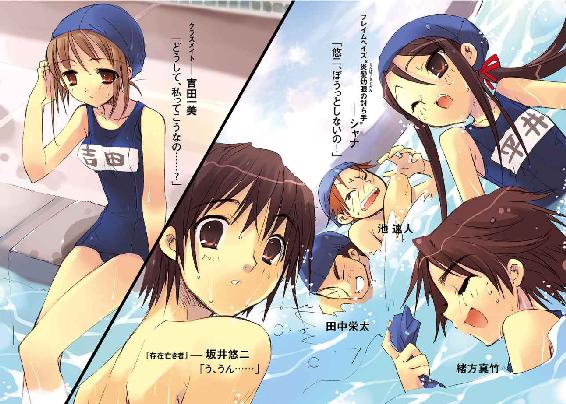 フレイムヘイズ“炎髪灼眼の討ち手”
――シャナ
「悠二、ぼうっとしないの!」
平井
クラスメイト――吉田一美
「どうして、私ってこうなの……?」
吉田
池 速人
田中栄太
緒方真竹
『存在亡き者』――坂井悠二
「う、うん……」